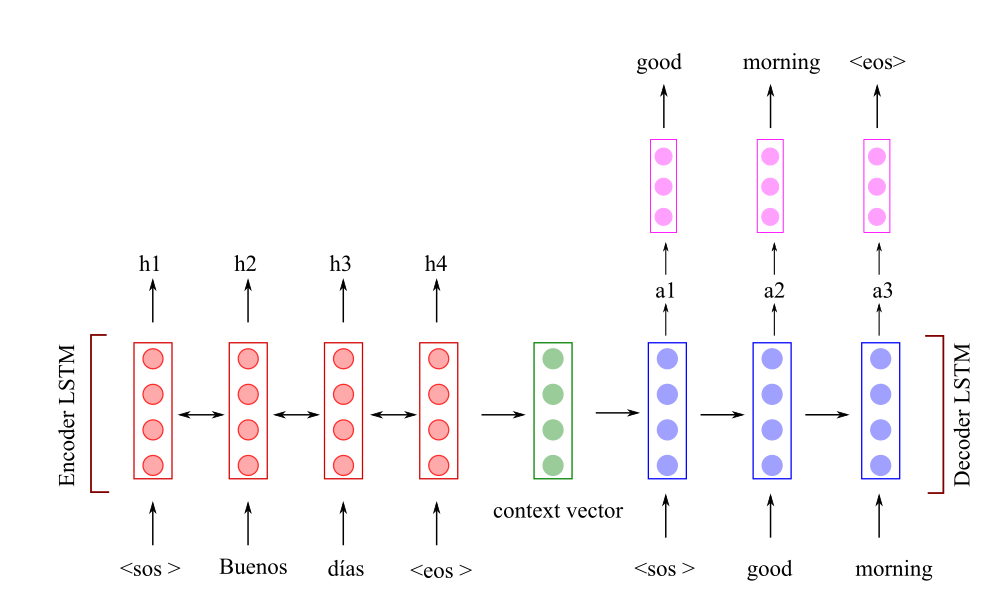 good morning <eos>
h1 h2 h3 h4
a1 a2 a3
Encoder LSTM
Decoder LSTM
context vector
<sos > Buenos días <eos >
<sos > good morning